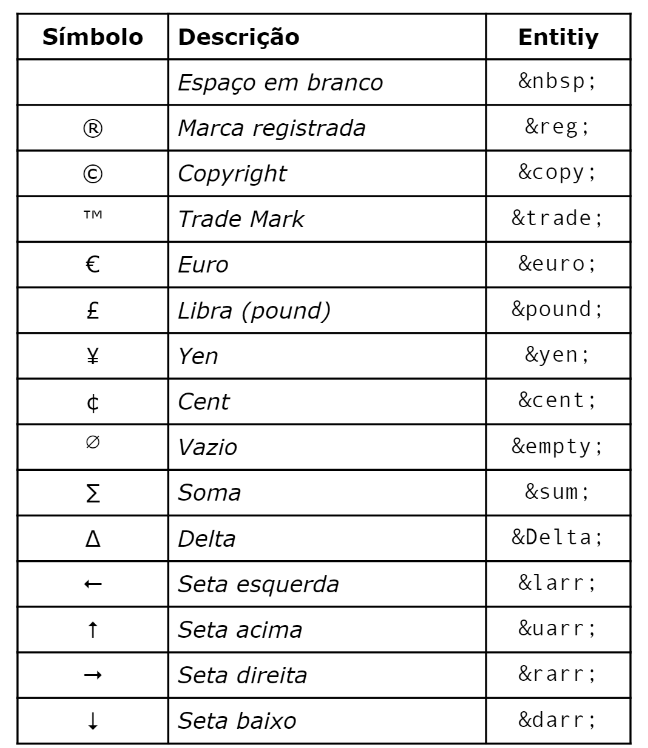 Símbolo Descrição Entitiy
Espaço em branco &nbsp;
® Marca registrada &reg;
© Copyright &copy;
™ Trade Mark &trade;
€ Euro &euro;
£ Libra (pound) &pound;
¥ Yen &yen;
¢ Cent &cent;
∅ Vazio &empty;
∑ Soma &sum;
Δ Delta &Delta;
← Seta esquerda &larr;
↑ Seta acima &uarr;
→ Seta direita &rarr;
↓ Seta baixo &darr;